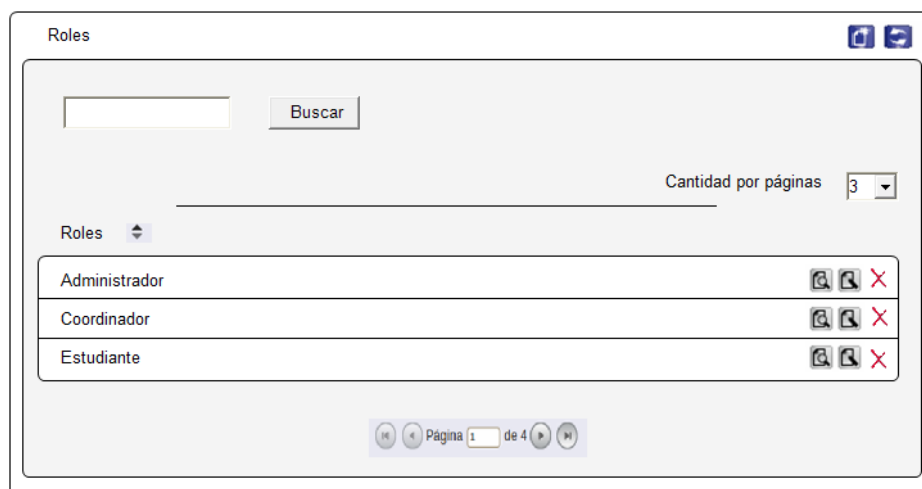 Roles
Buscar
Cantidad por páginas 3
Roles
Administrador
Coordinador
Estudiante
Página 1 de 4